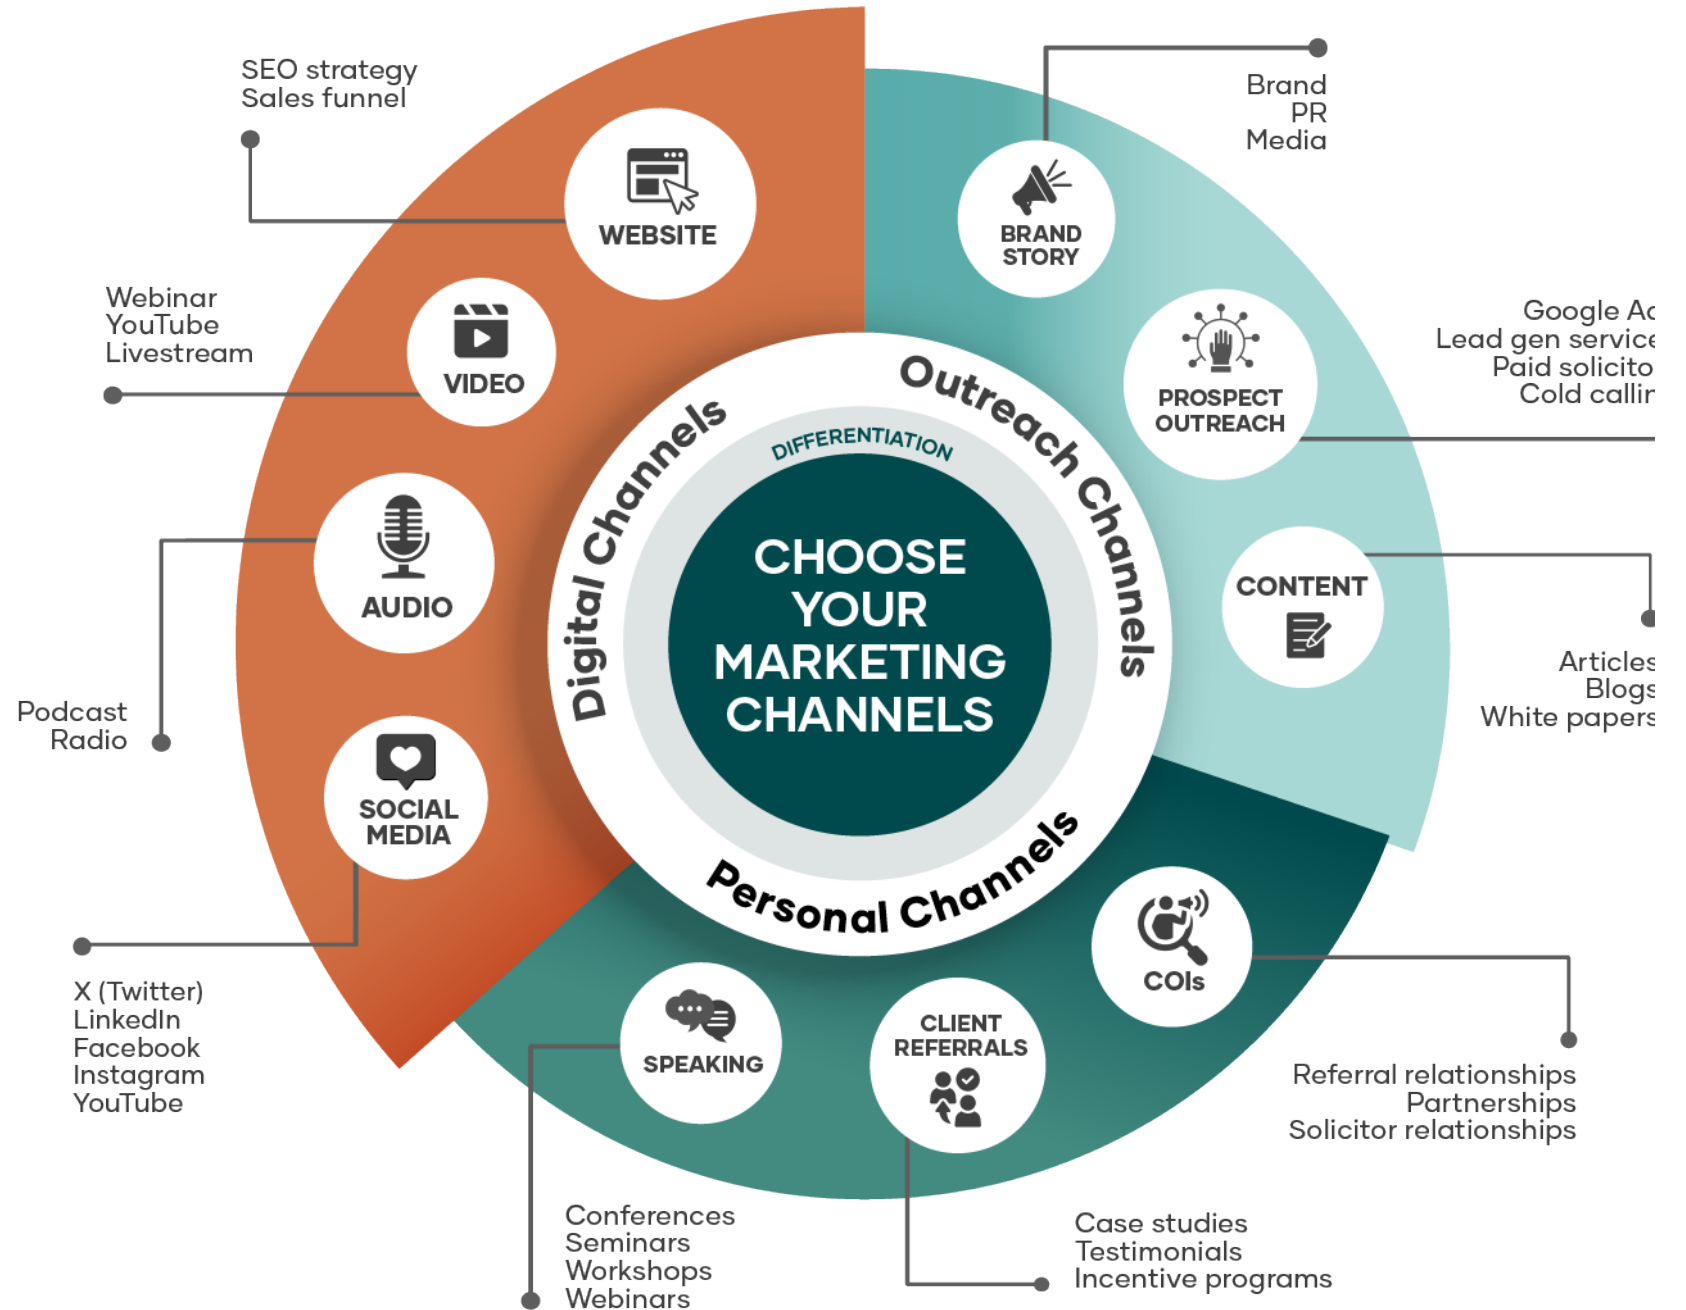 SEO strategy
Sales funnel
WEBSITE
Webinar
YouTube
Livestream
VIDEO
AUDIO
Podcast
Radio
SOCIAL
MEDIA
X (Twitter)
LinkedIn
Facebook
Instagram
YouTube
Digital Channels
Brand
PR
Media
BRAND
STORY
PROSPECT
OUTREACH
Google
Lead gen
Paid
Cold
CONTENT
Articles
Blogs
White papers
Outreach Channels
DIFFERENTIATION
CHOOSE
YOUR
MARKETING
CHANNELS
Personal Channels
COIs
Referral relationships
Partnerships
Solicitor relationships
CLIENT
REFERRALS
Case studies
Testimonials
Incentive programs
SPEAKING
Conferences
Seminars
Workshops
Webinars